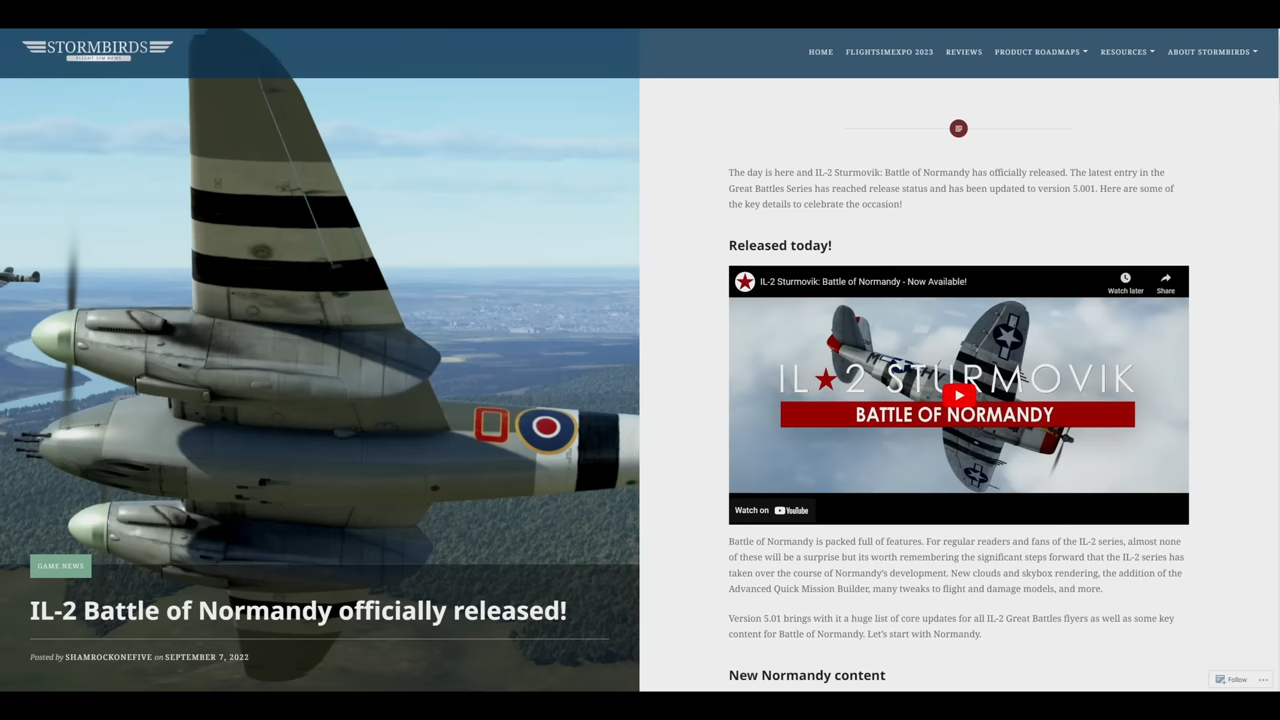 STORMBIRDS
FLIGHT SIM NEWS
HOME FLIGHTSIMEXPO 2023 REVIEWS PRODUCT ROADMAPS RESOURCES ABOUT STORMBIRDS
GAME NEWS
IL-2 Battle of Normandy officially released!
Posted by SHAMROCKONEFIVE on SEPTEMBER 7, 2022
The day is here and IL-2 Sturmovik: Battle of Normandy has officially released. The latest entry in the
Great Battles Series has reached release status and has been updated to version 5.001. Here are some of
the key details to celebrate the occasion!
Released today!
IL-2 Sturmovik: Battle of Normandy - Now Available!
Watch later Share
IL 2 STURMOVIK
BATTLE OF NORMANDY
Watch on YouTube
Battle of Normandy is packed full of features. For regular readers and fans of the IL-2 series, almost none
of these will be a surprise but its worth remembering the significant steps forward that the IL-2 series has
taken over the course of Normandy's development. New clouds and skybox rendering, the addition of the
Advanced Quick Mission Builder, many tweaks to flight and damage models, and more.
Version 5.01 brings with it a huge list of core updates for all IL-2 Great Battles flyers as well as some key
content for Battle of Normandy. Let's start with Normandy.
New Normandy content
Follow